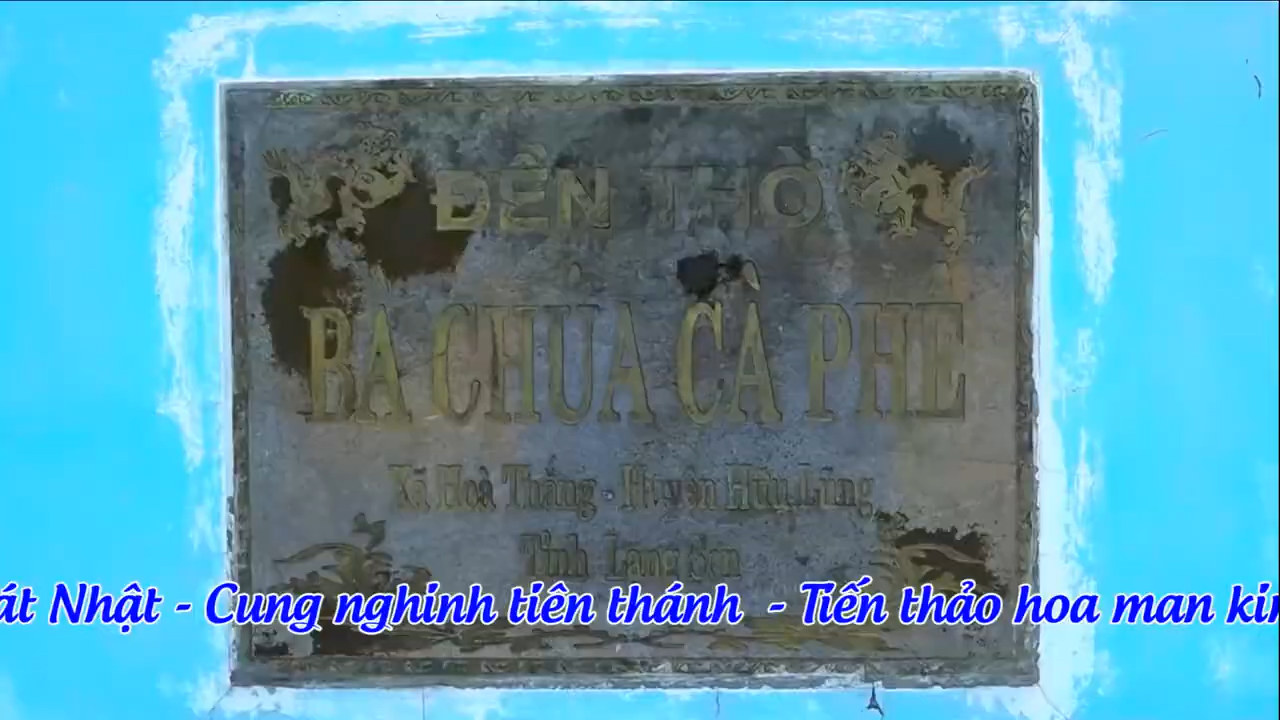 ĐỀN THỜ
BÀ CHÚA CÀ PHÊ
Xã Hoà Thắng - Huyện Hữu Lũng
Tỉnh Lạng Sơn
át Nhật - Cung nghinh tiên thánh - Tiến thảo hoa man kin